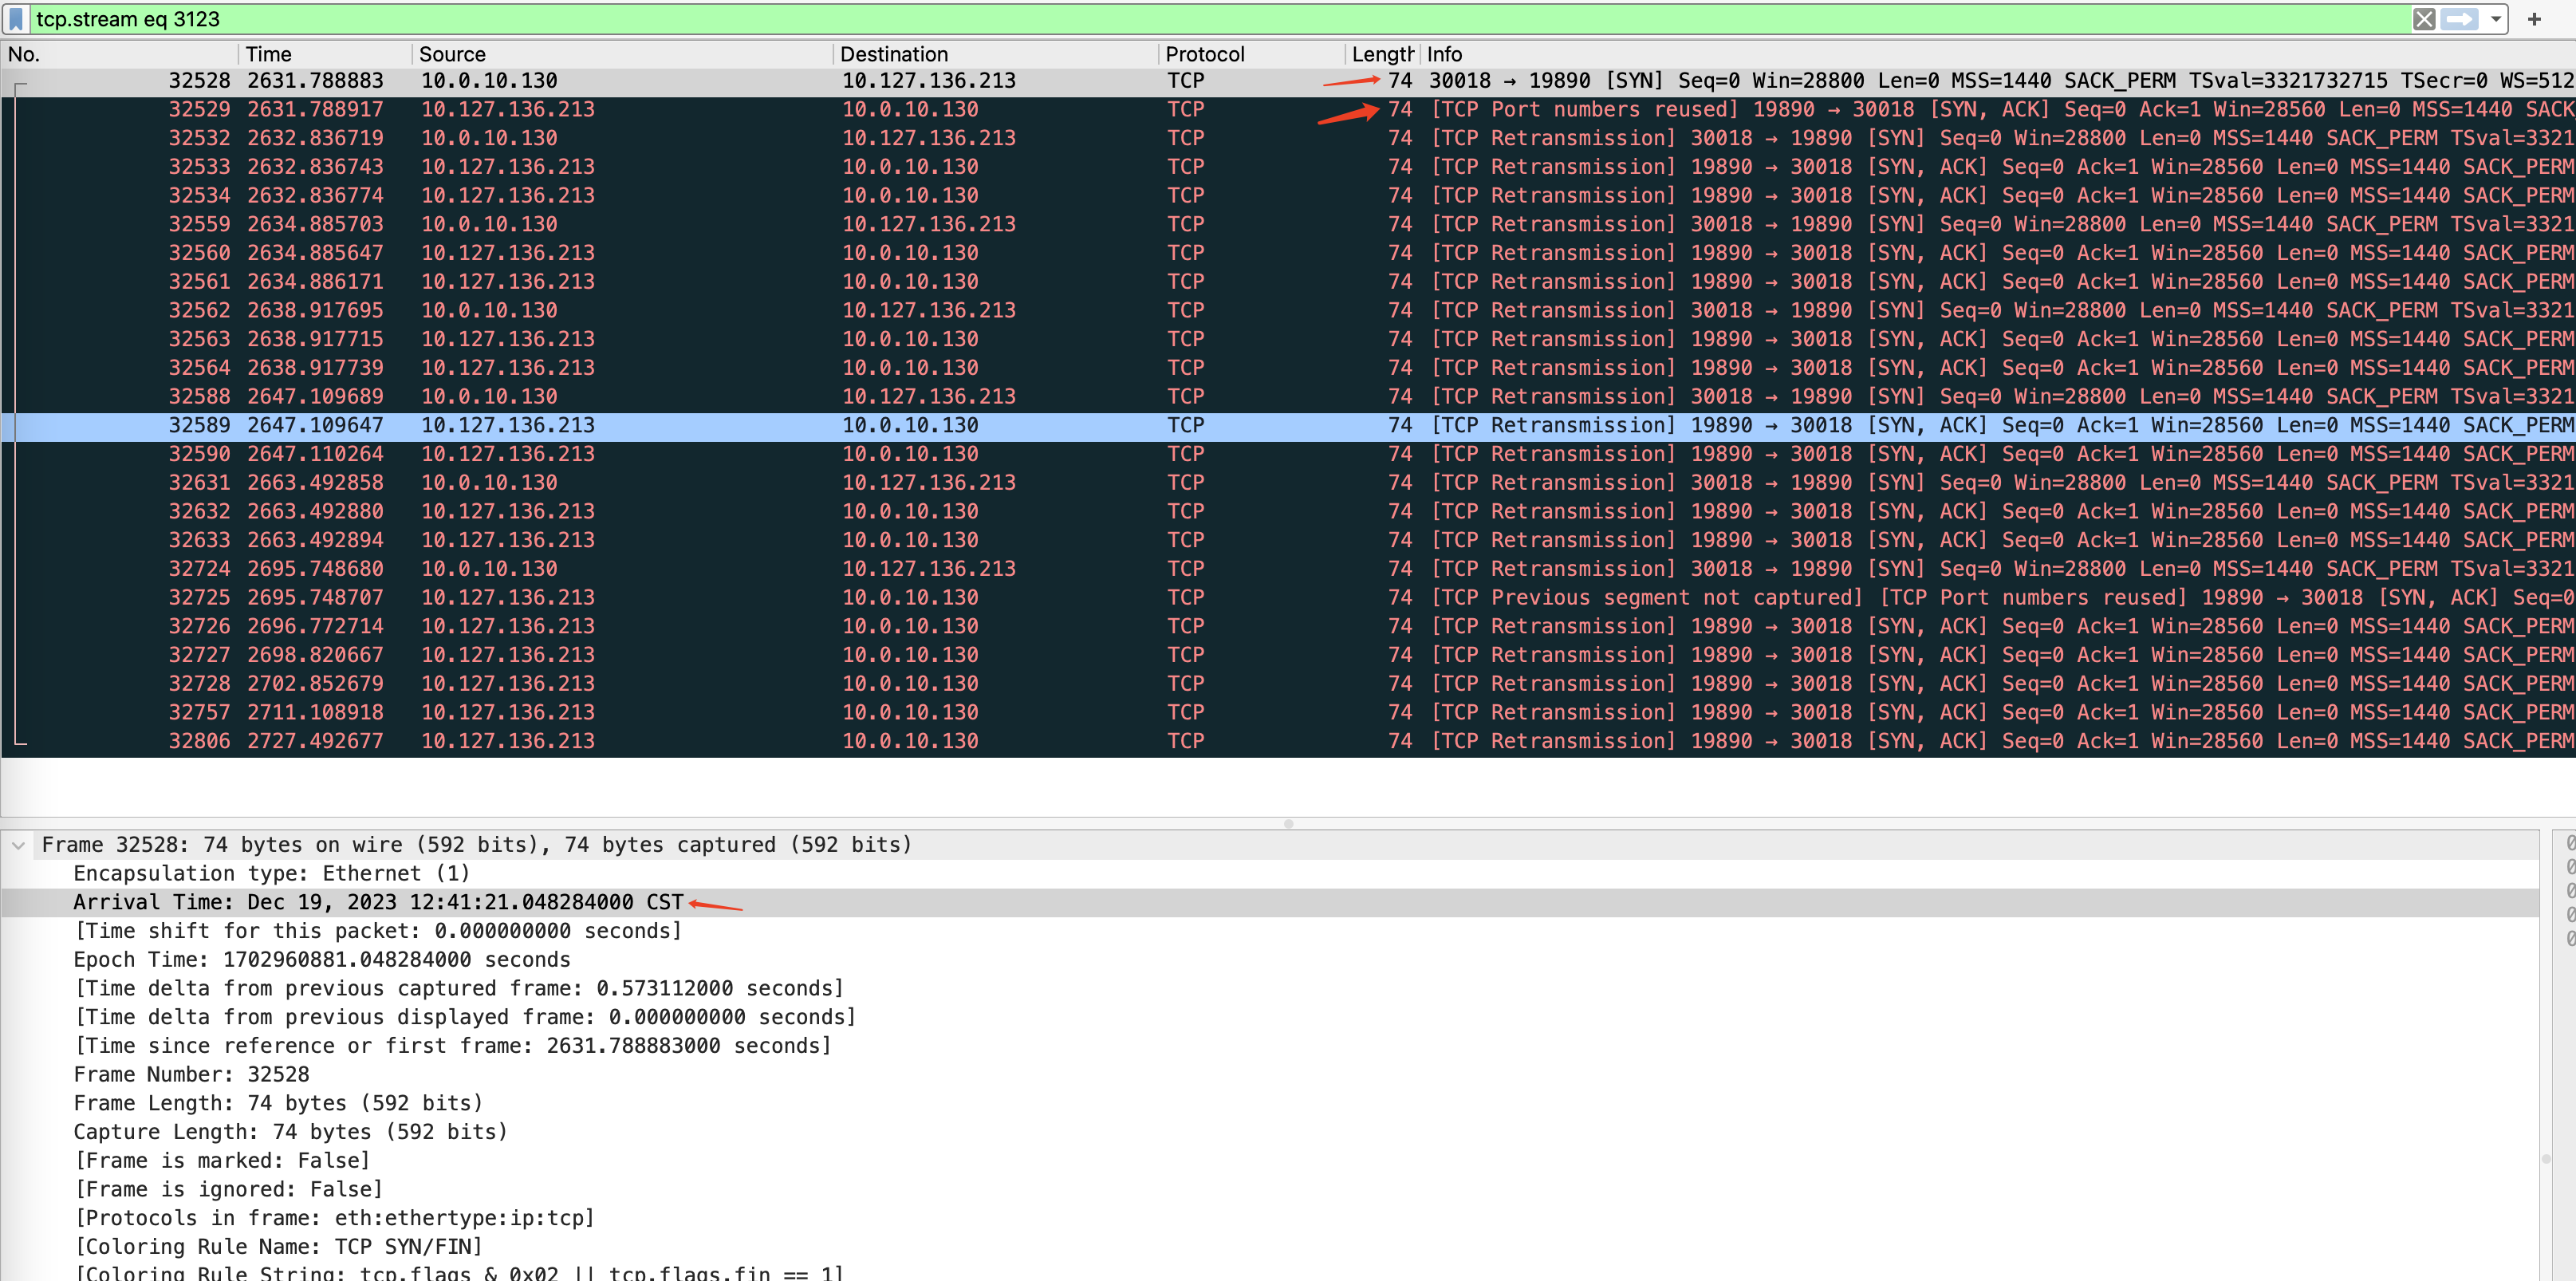 tcp.stream eq 3123
No. Time Source Destination Protocol Length Info
32528 2631.788883 10.0.10.130 10.127.136.213 TCP 74 30018 → 19890 [SYN] Seq=0 Win=28800 Len=0 MSS=1440 SACK_PERM TSval=3321732715 TSecr=0 WS=512
32529 2631.788917 10.127.136.213 10.0.10.130 TCP 74 [TCP Port numbers reused] 19890 → 30018 [SYN, ACK] Seq=0 Ack=1 Win=28560 Len=0 MSS=1440 SACK
32532 2632.836719 10.0.10.130 10.127.136.213 TCP 74 [TCP Retransmission] 30018 → 19890 [SYN] Seq=0 Win=28800 Len=0 MSS=1440 SACK_PERM TSval=3321
32533 2632.836743 10.127.136.213 10.0.10.130 TCP 74 [TCP Retransmission] 19890 → 30018 [SYN, ACK] Seq=0 Ack=1 Win=28560 Len=0 MSS=1440 SACK_PERM
32534 2632.836774 10.127.136.213 10.0.10.130 TCP 74 [TCP Retransmission] 19890 → 30018 [SYN, ACK] Seq=0 Ack=1 Win=28560 Len=0 MSS=1440 SACK_PERM
32559 2634.885703 10.0.10.130 10.127.136.213 TCP 74 [TCP Retransmission] 30018 → 19890 [SYN] Seq=0 Win=28800 Len=0 MSS=1440 SACK_PERM TSval=3321
32560 2634.885647 10.127.136.213 10.0.10.130 TCP 74 [TCP Retransmission] 19890 → 30018 [SYN, ACK] Seq=0 Ack=1 Win=28560 Len=0 MSS=1440 SACK_PERM
32561 2634.886171 10.127.136.213 10.0.10.130 TCP 74 [TCP Retransmission] 19890 → 30018 [SYN, ACK] Seq=0 Ack=1 Win=28560 Len=0 MSS=1440 SACK_PERM
32562 2638.917695 10.0.10.130 10.127.136.213 TCP 74 [TCP Retransmission] 30018 → 19890 [SYN] Seq=0 Win=28800 Len=0 MSS=1440 SACK_PERM TSval=3321
32563 2638.917715 10.127.136.213 10.0.10.130 TCP 74 [TCP Retransmission] 19890 → 30018 [SYN, ACK] Seq=0 Ack=1 Win=28560 Len=0 MSS=1440 SACK_PERM
32564 2638.917739 10.127.136.213 10.0.10.130 TCP 74 [TCP Retransmission] 19890 → 30018 [SYN, ACK] Seq=0 Ack=1 Win=28560 Len=0 MSS=1440 SACK_PERM
32588 2647.109689 10.0.10.130 10.127.136.213 TCP 74 [TCP Retransmission] 30018 → 19890 [SYN] Seq=0 Win=28800 Len=0 MSS=1440 SACK_PERM TSval=3321
32589 2647.109647 10.127.136.213 10.0.10.130 TCP 74 [TCP Retransmission] 19890 → 30018 [SYN, ACK] Seq=0 Ack=1 Win=28560 Len=0 MSS=1440 SACK_PERM
32590 2647.110264 10.127.136.213 10.0.10.130 TCP 74 [TCP Retransmission] 19890 → 30018 [SYN, ACK] Seq=0 Ack=1 Win=28560 Len=0 MSS=1440 SACK_PERM
32631 2663.492858 10.0.10.130 10.127.136.213 TCP 74 [TCP Retransmission] 30018 → 19890 [SYN] Seq=0 Win=28800 Len=0 MSS=1440 SACK_PERM TSval=3321
32632 2663.492880 10.127.136.213 10.0.10.130 TCP 74 [TCP Retransmission] 19890 → 30018 [SYN, ACK] Seq=0 Ack=1 Win=28560 Len=0 MSS=1440 SACK_PERM
32633 2663.492894 10.127.136.213 10.0.10.130 TCP 74 [TCP Retransmission] 19890 → 30018 [SYN, ACK] Seq=0 Ack=1 Win=28560 Len=0 MSS=1440 SACK_PERM
32724 2695.748680 10.0.10.130 10.127.136.213 TCP 74 [TCP Retransmission] 30018 → 19890 [SYN] Seq=0 Win=28800 Len=0 MSS=1440 SACK_PERM TSval=3321
32725 2695.748707 10.127.136.213 10.0.10.130 TCP 74 [TCP Previous segment not captured] [TCP Port numbers reused] 19890 → 30018 [SYN, ACK] Seq=0
32726 2696.772714 10.127.136.213 10.0.10.130 TCP 74 [TCP Retransmission] 19890 → 30018 [SYN, ACK] Seq=0 Ack=1 Win=28560 Len=0 MSS=1440 SACK_PERM
32727 2698.820667 10.127.136.213 10.0.10.130 TCP 74 [TCP Retransmission] 19890 → 30018 [SYN, ACK] Seq=0 Ack=1 Win=28560 Len=0 MSS=1440 SACK_PERM
32728 2702.852679 10.127.136.213 10.0.10.130 TCP 74 [TCP Retransmission] 19890 → 30018 [SYN, ACK] Seq=0 Ack=1 Win=28560 Len=0 MSS=1440 SACK_PERM
32757 2711.108918 10.127.136.213 10.0.10.130 TCP 74 [TCP Retransmission] 19890 → 30018 [SYN, ACK] Seq=0 Ack=1 Win=28560 Len=0 MSS=1440 SACK_PERM
32806 2727.492677 10.127.136.213 10.0.10.130 TCP 74 [TCP Retransmission] 19890 → 30018 [SYN, ACK] Seq=0 Ack=1 Win=28560 Len=0 MSS=1440 SACK_PERM
Frame 32528: 74 bytes on wire (592 bits), 74 bytes captured (592 bits)
Encapsulation type: Ethernet (1)
Arrival Time: Dec 19, 2023 12:41:21.048284000 CST
[Time shift for this packet: 0.000000000 seconds]
Epoch Time: 1702960881.048284000 seconds
[Time delta from previous captured frame: 0.573112000 seconds]
[Time delta from previous displayed frame: 0.000000000 seconds]
[Time since reference or first frame: 2631.788883000 seconds]
Frame Number: 32528
Frame Length: 74 bytes (592 bits)
Capture Length: 74 bytes (592 bits)
[Frame is marked: False]
[Frame is ignored: False]
[Protocols in frame: eth:ethertype:ip:tcp]
[Coloring Rule Name: TCP SYN/FIN]
[Coloring Rule String: tcp.flags & 0x02 || tcp.flags.fin == 1]